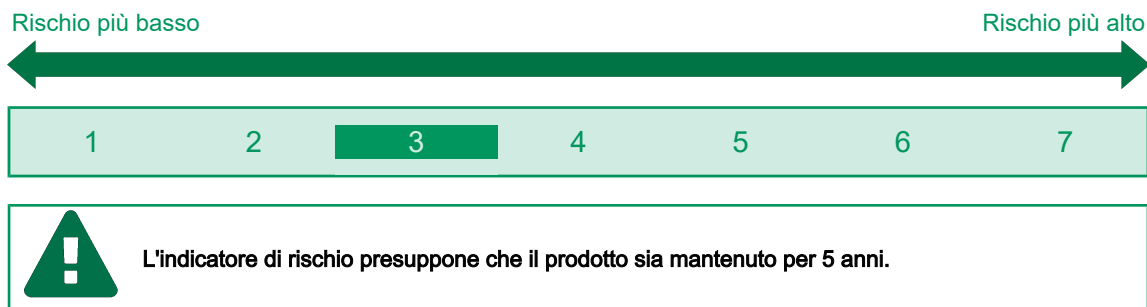 Rischio più basso Rischio più alto
1 2 3 4 5 6 7
L'indicatore di rischio presuppone che il prodotto sia mantenuto per 5 anni.